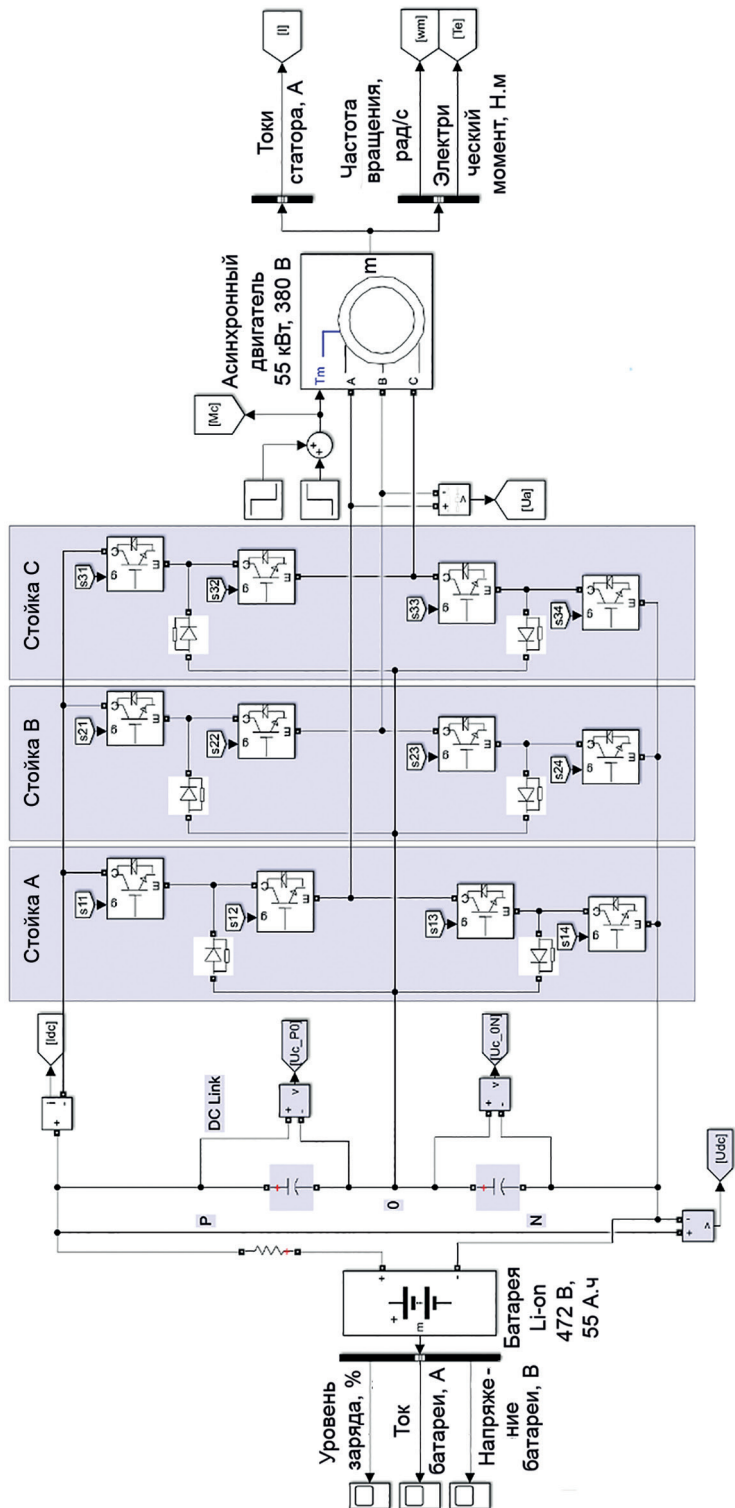 Уровень
заряда, %
Ток
батареи, А
Напряже-
ние
батареи, В
m
+
+
-
Батарея
Li-on
472 В,
55 А.ч
P
0
N
DC Link
+
-
i
[Idc]
+
-
v
[Uc_P0]
+
-
v
[Uc_0N]
+
-
v
[Udc]
Стойка А
s11
g
C
E
s12
g
C
E
s13
g
C
E
s14
g
C
E
Стойка В
s21
g
C
E
s22
g
C
E
s23
g
C
E
s24
g
C
E
Стойка С
s31
g
C
E
s32
g
C
E
s33
g
C
E
s34
g
C
E
+
+
[Mc]
+
-
v
[Ua]
Асинхронный
двигатель
55 кВт, 380 В
Tm
A
B
C
m
Токи
статора, А
[I]
Частота
вращения,
рад/с
Электри
ческий
момент, Н.м
[wm]
[Te]